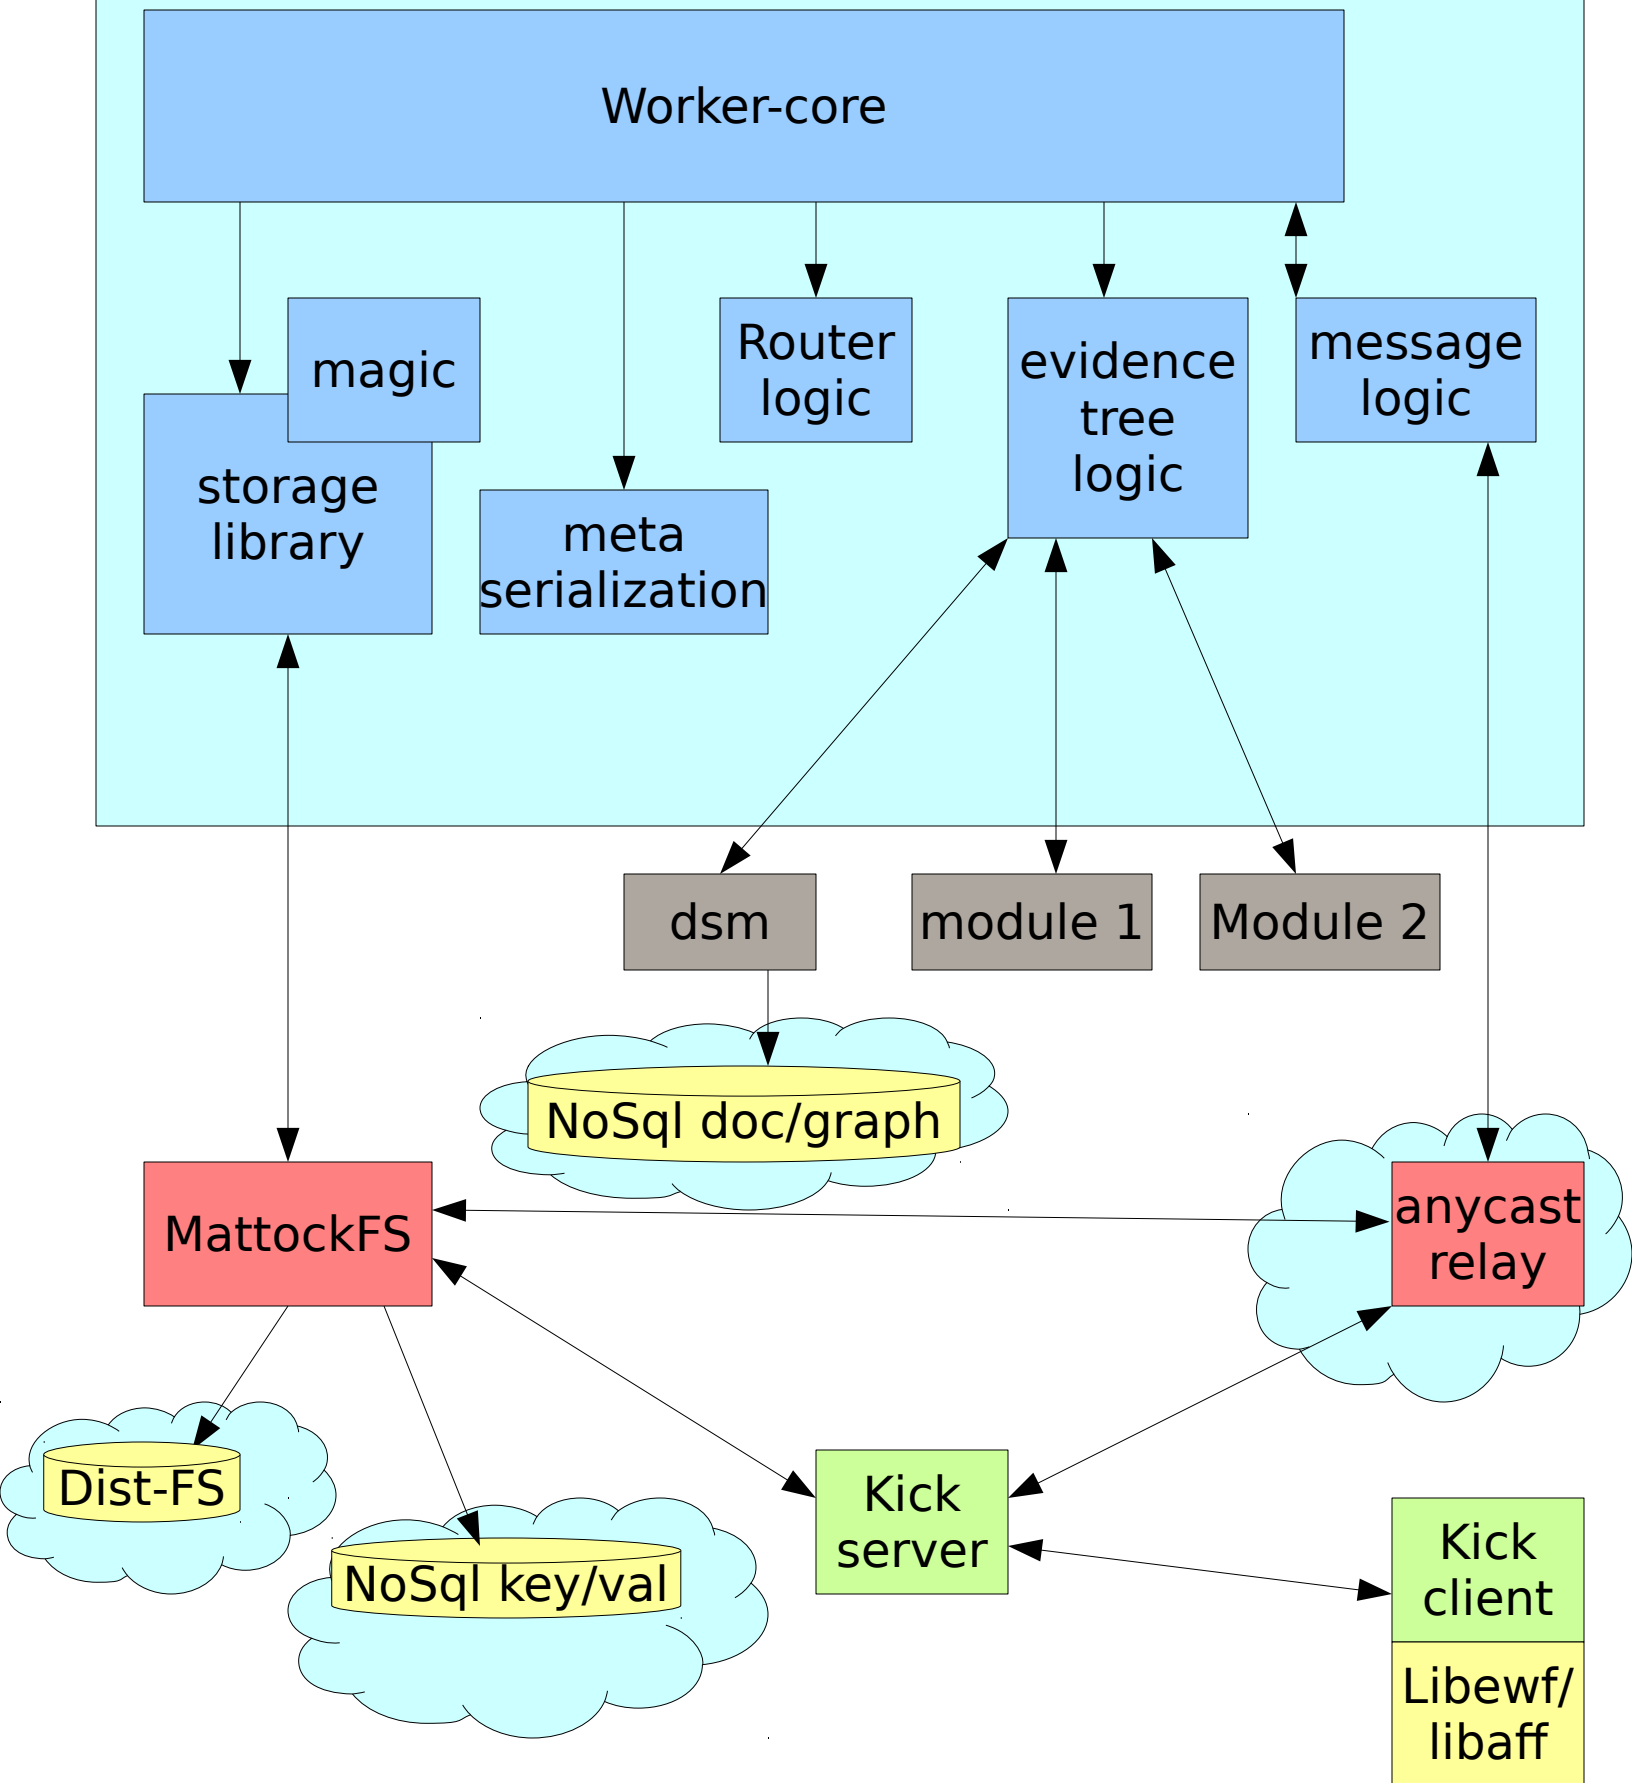 Worker-core
magic
storage
library
meta
serialization
Router
logic
evidence
tree
logic
message
logic
dsm
module 1
Module 2
NoSql doc/graph
MattockFS
anycast
relay
Dist-FS
NoSql key/val
Kick
server
Kick
client
Libewf/
libaff